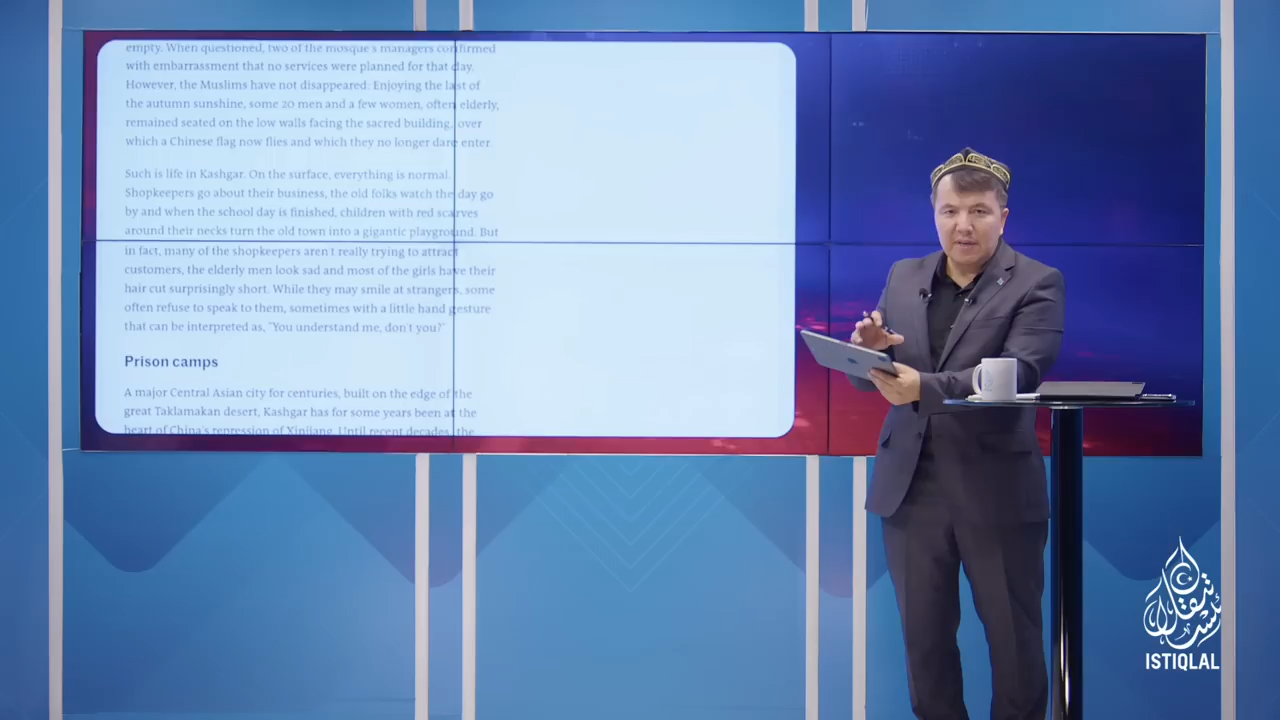 empty. When questioned, two of the mosque's managers confirmed
with embarrassment that no services were planned for that day.
However, the Muslims have not disappeared. Enjoying the last of
the autumn sunshine, some 20 men and a few women, often elderly,
remained seated on the low walls facing the sacred building, over
which a Chinese flag now flies and which they no longer dare enter.
Such is life in Kashgar. On the surface, everything is normal.
Shopkeepers go about their business, the old folks watch the day go
by and when the school day is finished, children with red scarves
around their necks turn the old town into a gigantic playground. But
in fact, many of the shopkeepers aren't really trying to attract
customers, the elderly men look sad and most of the girls have their
hair cut surprisingly short. While they may smile at strangers, some
often refuse to speak to them, sometimes with a little hand gesture
that can be interpreted as, "You understand me, don't you?"
Prison camps
A major Central Asian city for centuries, built on the edge of the
great Taklamakan desert, Kashgar has for some years been at the
heart of China's repression of Xinjiang. Until recent decades, the
ئىستىقلال
ISTIQLAL